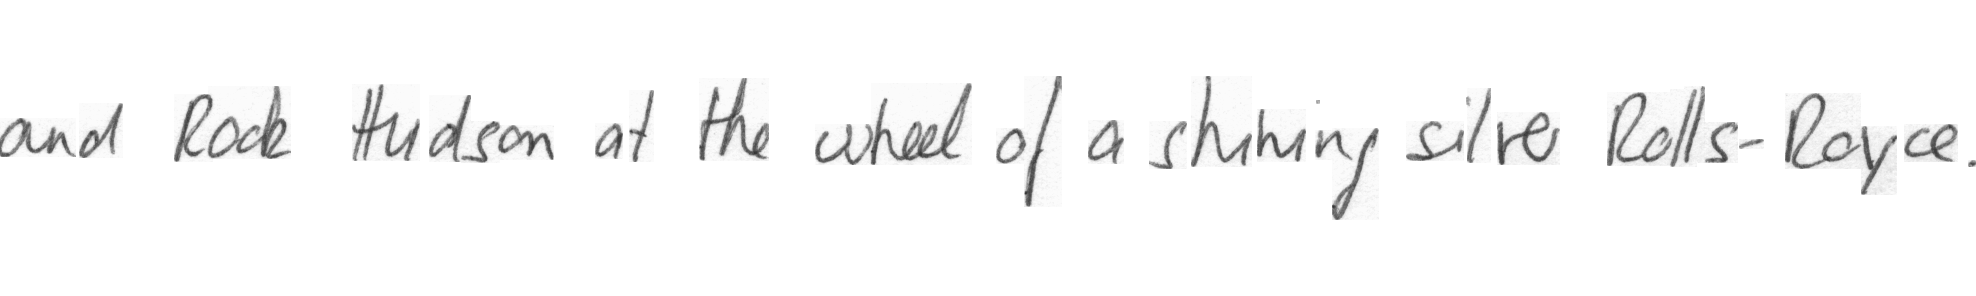 and Rock Hudson at the wheel of a shining silver Rolls-Royce.